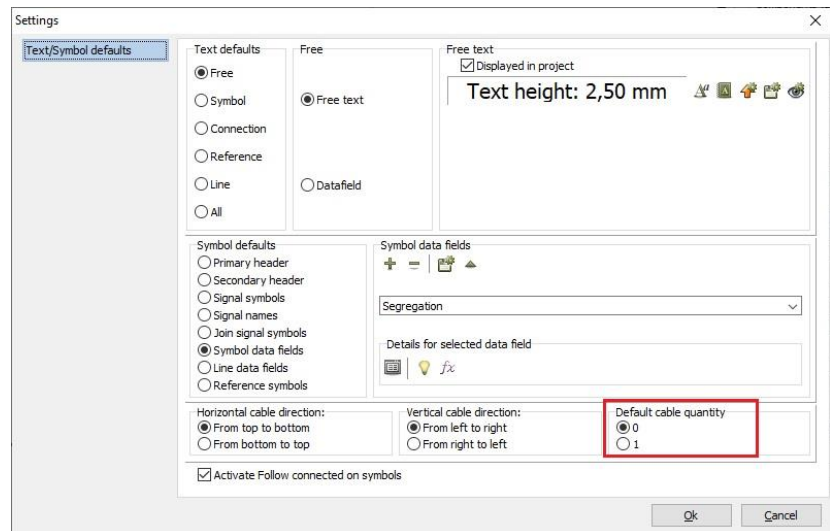 Settings
Text/Symbol defaults
Text defaults
Free
Symbol
Connection
Reference
Line
All
Free
Free text
Datafield
Free text
Displayed in project
Text height: 2,50 mm
Symbol defaults
Primary header
Secondary header
Signal symbols
Signal names
Join signal symbols
Symbol data fields
Line data fields
Reference symbols
Symbol data fields
Segregation
Details for selected data field
fx
Horizontal cable direction:
From top to bottom
From bottom to top
Vertical cable direction:
From left to right
From right to left
Default cable quantity
0
1
Activate Follow connected on symbols
Ok
Cancel